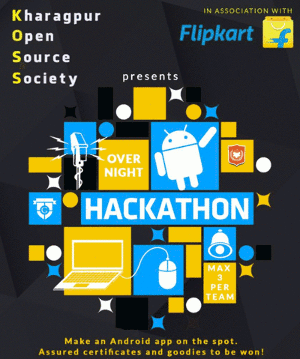 Kharagpur
Open
Source
Society
IN ASSOCIATION WITH
Flipkart
presents
OVER
NIGHT
HACKATHON
MAX
3
PER
TEAM
Make an Android app on the spot.
Assured certificates and goodies to be won!